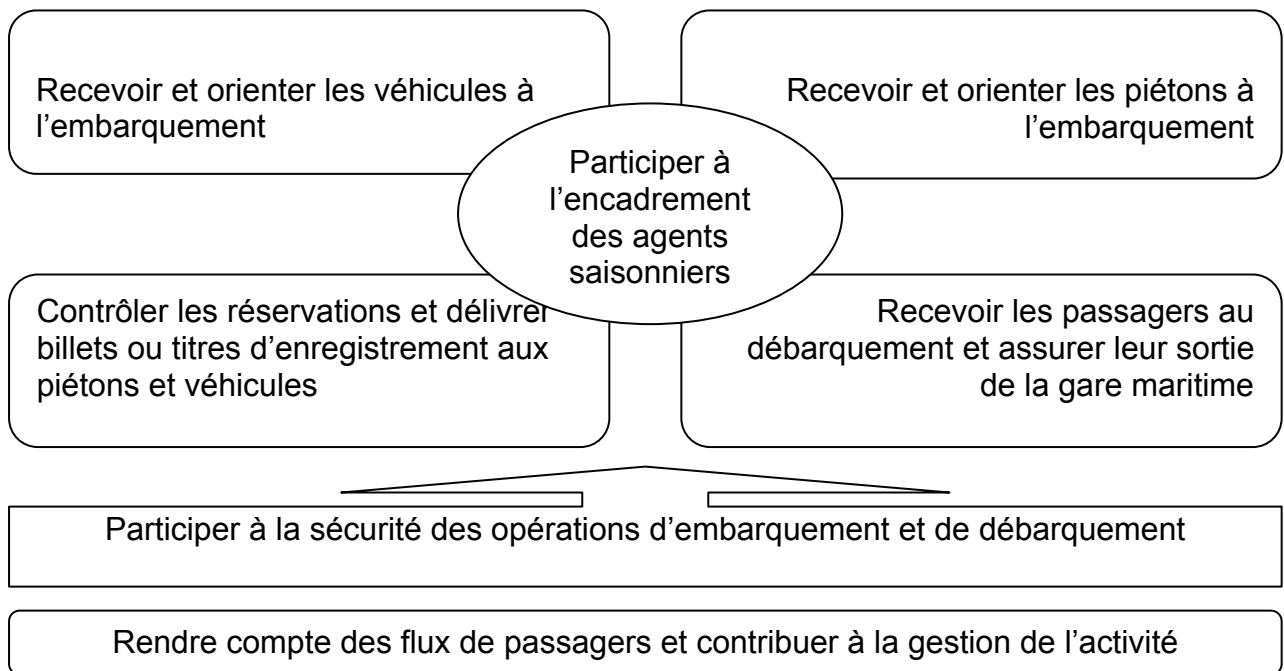 Recevoir et orienter les véhicules à
l'embarquement
Recevoir et orienter les piétons à
l'embarquement
Participer à
l'encadrement
des agents
saisonniers
Contrôler les réservations et délivrer
billets ou titres d'enregistrement aux
piétons et véhicules
Recevoir les passagers au
débarquement et assurer leur sortie
de la gare maritime
Participer à la sécurité des opérations d'embarquement et de débarquement
Rendre compte des flux de passagers et contribuer à la gestion de l'activité